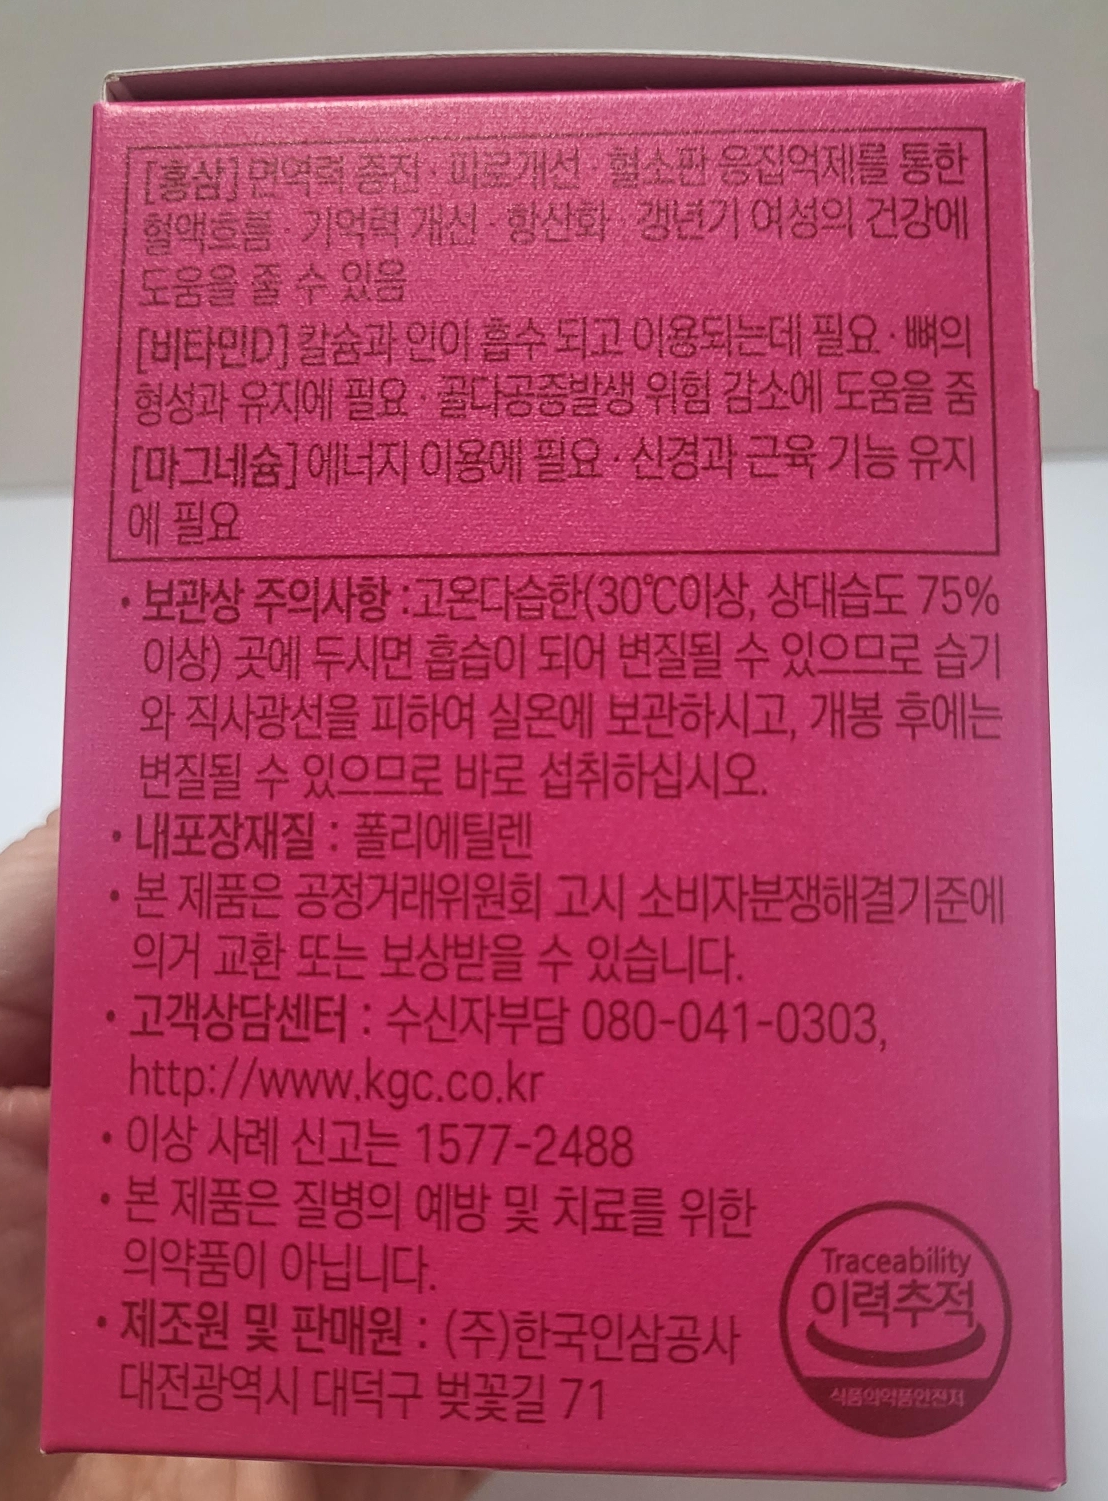 [홍삼] 면역력 증진 · 피로개선 · 혈소판 응집억제를 통한
혈액흐름 · 기억력 개선 · 항산화 · 갱년기 여성의 건강에
도움을 줄 수 있음
[비타민D] 칼슘과 인이 흡수 되고 이용되는데 필요 · 뼈의
형성과 유지에 필요 · 골다공증발생 위험 감소에 도움을 줌
[마그네슘] 에너지 이용에 필요 · 신경과 근육 기능 유지
에 필요
• 보관상 주의사항 :고온다습한(30℃이상, 상대습도 75%
이상) 곳에 두시면 흡습이 되어 변질될 수 있으므로 습기
와 직사광선을 피하여 실온에 보관하시고, 개봉 후에는
변질될 수 있으므로 바로 섭취하십시오.
• 내포장재질 : 폴리에틸렌
• 본 제품은 공정거래위원회 고시 소비자분쟁해결기준에
의거 교환 또는 보상받을 수 있습니다.
• 고객상담센터 : 수신자부담 080-041-0303,
http://www.kgc.co.kr
• 이상 사례 신고는 1577-2488
• 본 제품은 질병의 예방 및 치료를 위한
의약품이 아닙니다.
• 제조원 및 판매원 : (주)한국인삼공사
대전광역시 대덕구 벚꽃길 71
Traceability
이력추적
식품의약품안전처